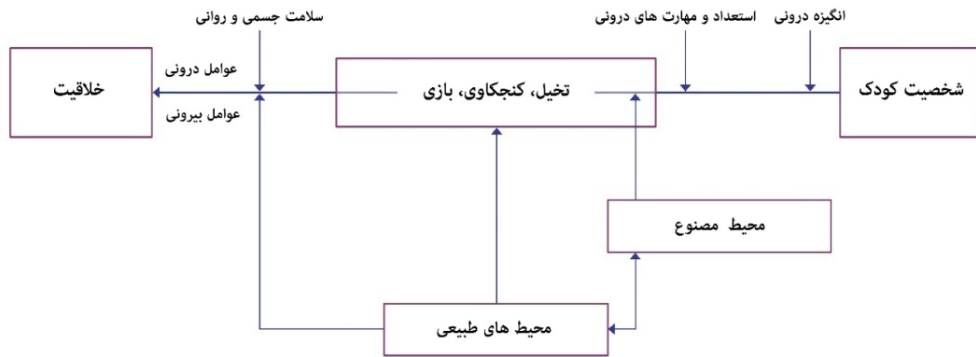 انگیزه درونی
استعداد و مهارت های درونی
سلامت جسمی و روانی
شخصیت کودک
تخیل، کنجکاوی، بازی
عوامل درونی
خلاقیت
عوامل بیرونی
محیط مصنوع
محیط های طبیعی